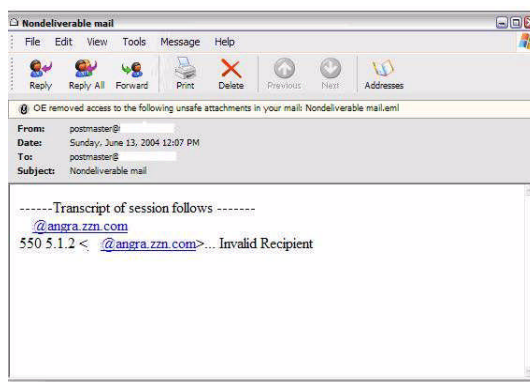 Nondeliverable mail
File Edit View Tools Message Help
Reply Reply All Forward Print Delete Previous Next Addresses
OE removed access to the following unsafe attachments in your mail: Nondeliverable mail.eml
From: postmaster@
Date: Sunday, June 13, 2004 12:07 PM
To: postmaster@
Subject: Nondeliverable mail
------Transcript of session follows -------
@angra.zzn.com
550 5.1.2 < @angra.zzn.com>... Invalid Recipient